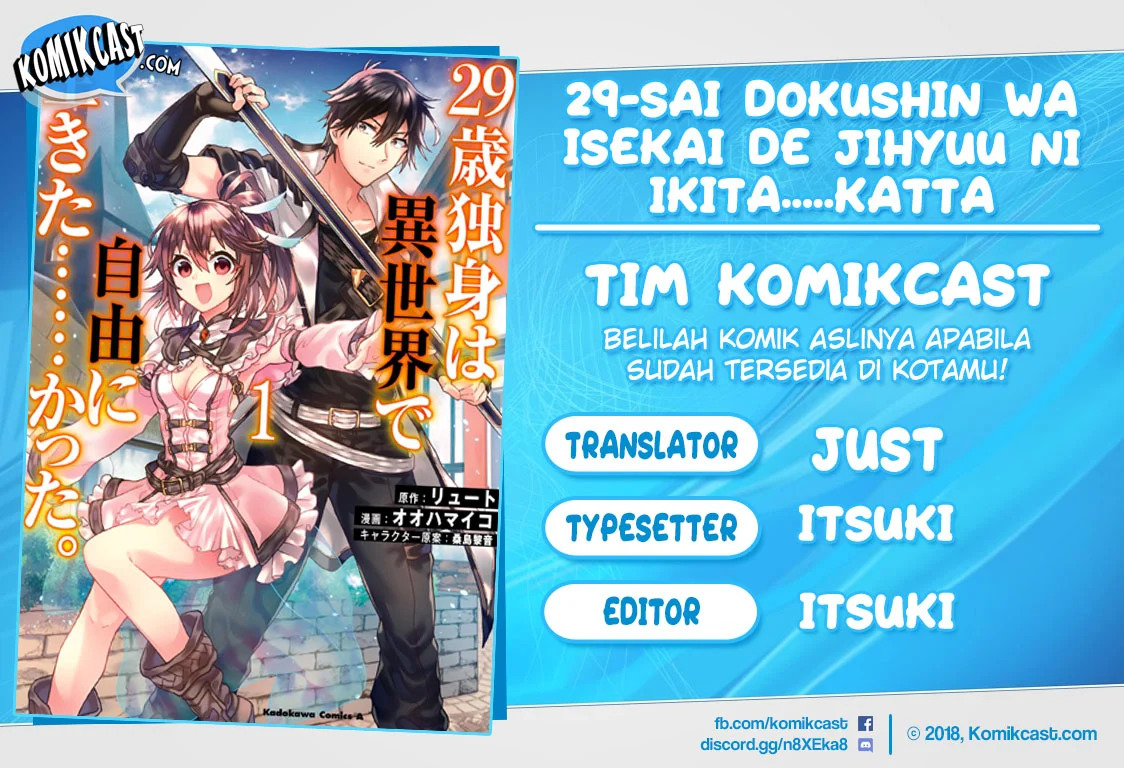 KOMIKCAST.COM
29歳独身は
異世界で
自由に
きた……かった。
1
原作：リュート
漫画：オオハマイコ
キャラクター原案：桑島黎音
Kadokawa Comics A
29-SAI DOKUSHIN WA
ISEKAI DE JIHYUU NI
IKITA.....KATTA
TIM KOMIKCAST
BELILAH KOMIK ASLINYA APABILA
SUDAH TERSEDIA DI KOTAMU!
TRANSLATOR JUST
TYPESETTER ITSUKI
EDITOR ITSUKI
fb.com/komikcast
discord.gg/n8XEka8
© 2018, Komikcast.com